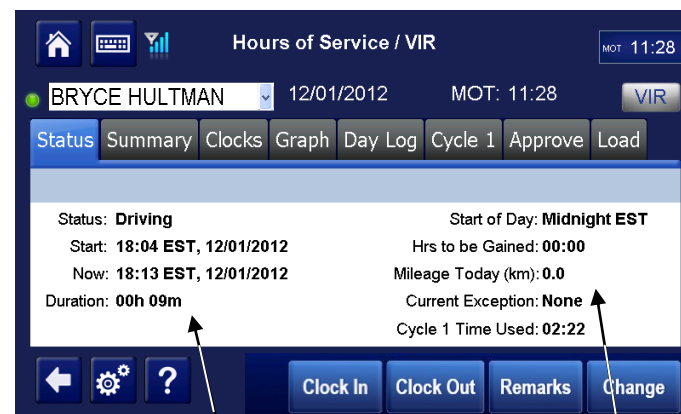 Hours of Service / VIR
MOT 11:28
BRYCE HULTMAN 12/01/2012 MOT: 11:28 VIR
Status Summary Clocks Graph Day Log Cycle 1 Approve Load
Status: Driving
Start: 18:04 EST, 12/01/2012
Now: 18:13 EST, 12/01/2012
Duration: 00h 09m
Start of Day: Midnight EST
Hrs to be Gained: 00:00
Mileage Today (km): 0.0
Current Exception: None
Cycle 1 Time Used: 02:22
? Clock In Clock Out Remarks Change